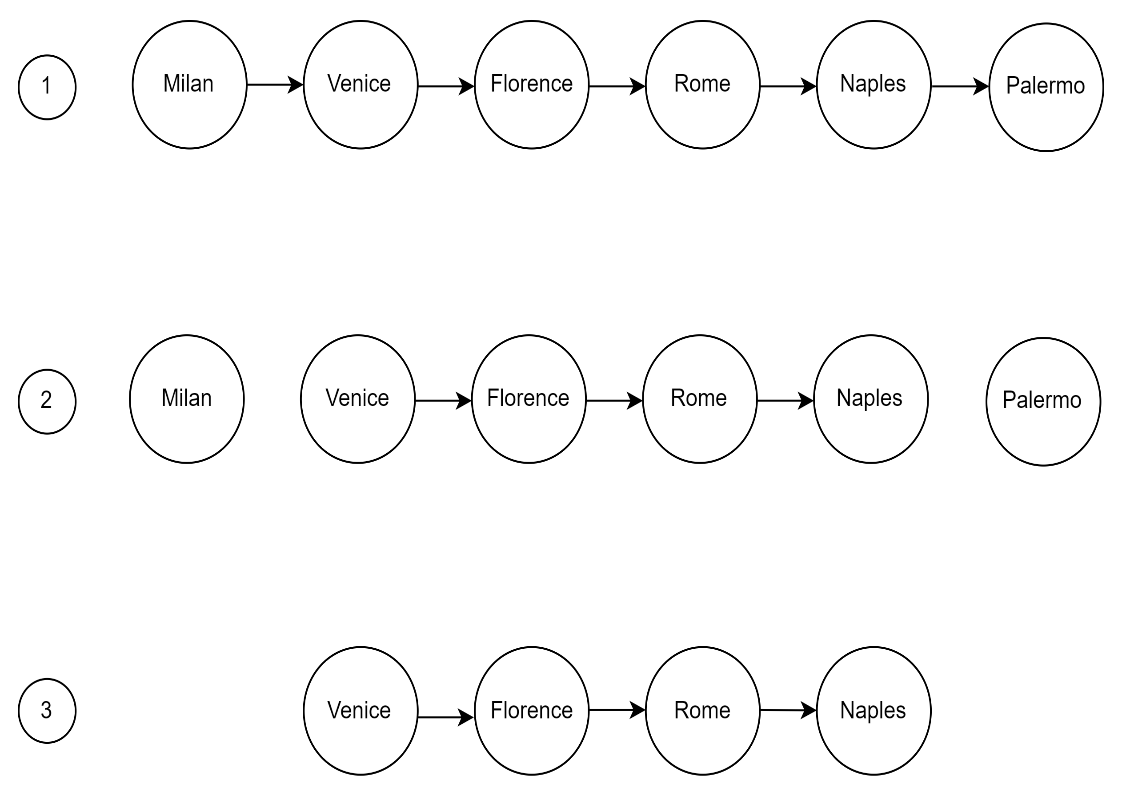 1 Milan Venice Florence Rome Naples Palermo
2 Milan Venice Florence Rome Naples Palermo
3 Venice Florence Rome Naples